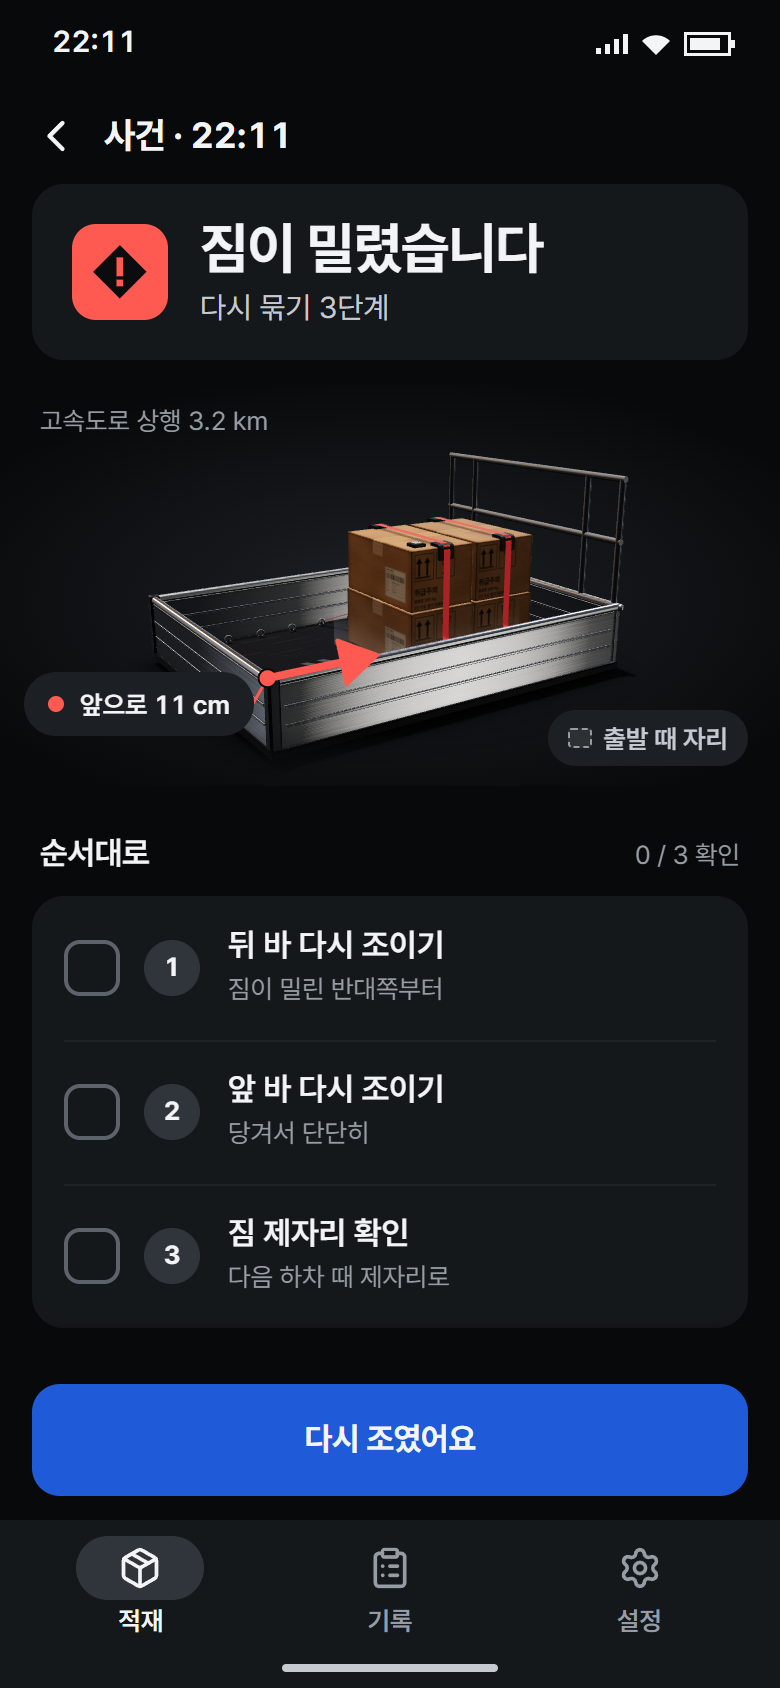 22:11
사건 · 22:11
짐이 밀렸습니다
다시 묶기 3단계
고속도로 상행 3.2 km
취급주의
앞으로 11 cm
출발 때 자리
순서대로
0 / 3 확인
1
뒤 바 다시 조이기
짐이 밀린 반대쪽부터
2
앞 바 다시 조이기
당겨서 단단히
3
짐 제자리 확인
다음 하차 때 제자리로
다시 조였어요
적재
기록
설정